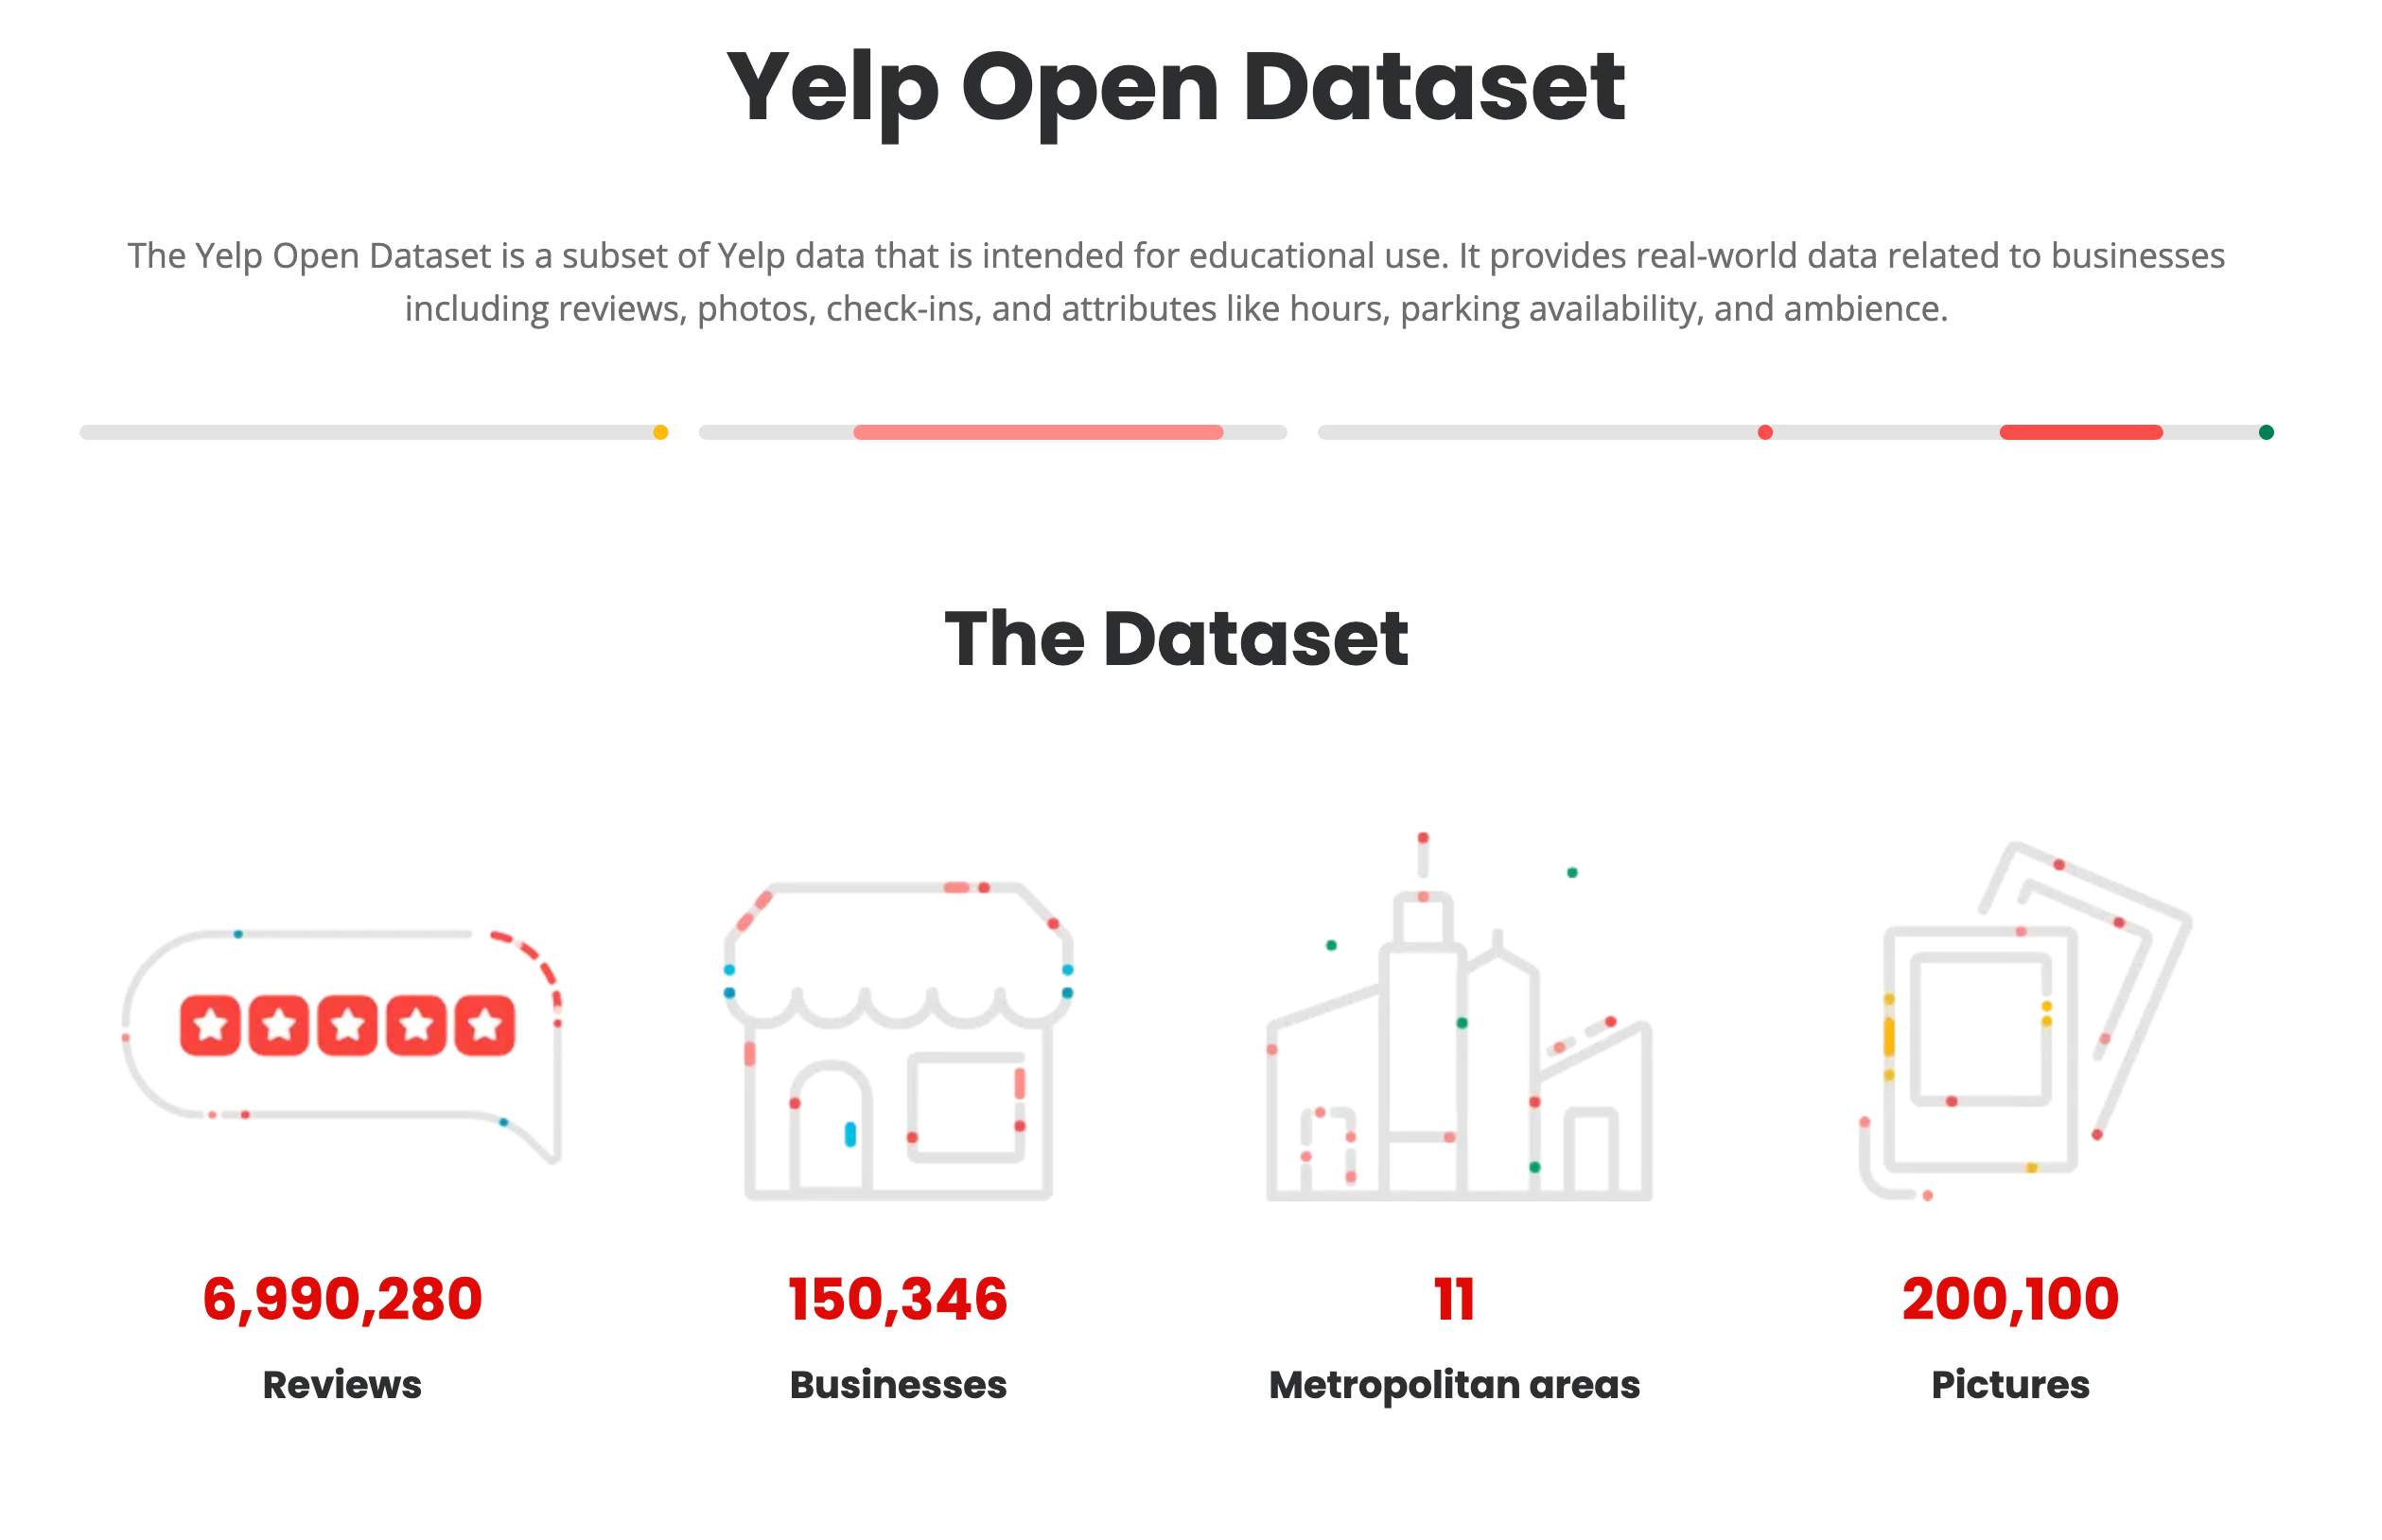 Yelp Open Dataset
The Yelp Open Dataset is a subset of Yelp data that is intended for educational use. It provides real-world data related to businesses
including reviews, photos, check-ins, and attributes like hours, parking availability, and ambience.
The Dataset
6,990,280
Reviews
150,346
Businesses
11
Metropolitan areas
200,100
Pictures